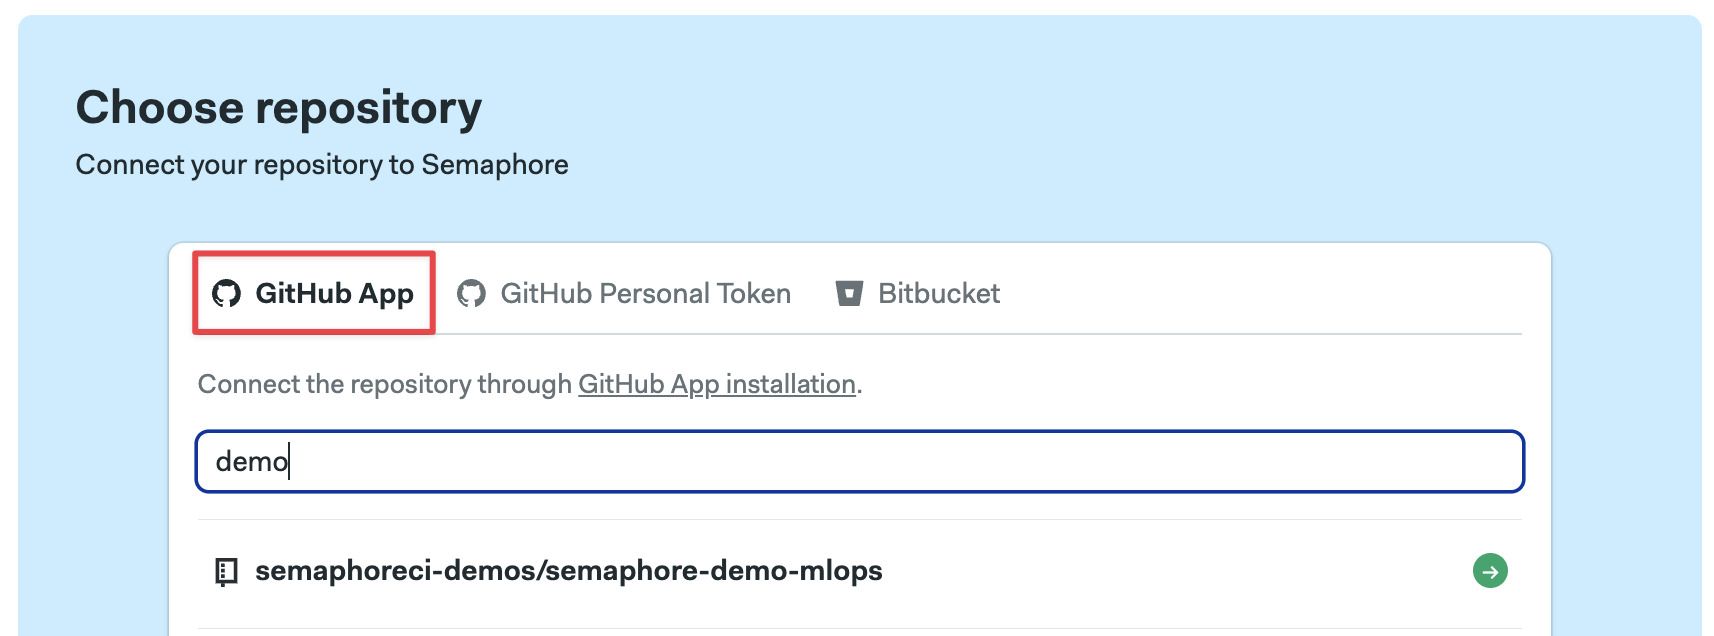 Choose repository
Connect your repository to Semaphore
GitHub App GitHub Personal Token Bitbucket
Connect the repository through GitHub App installation.
demo
semaphoreci-demos/semaphore-demo-mlops